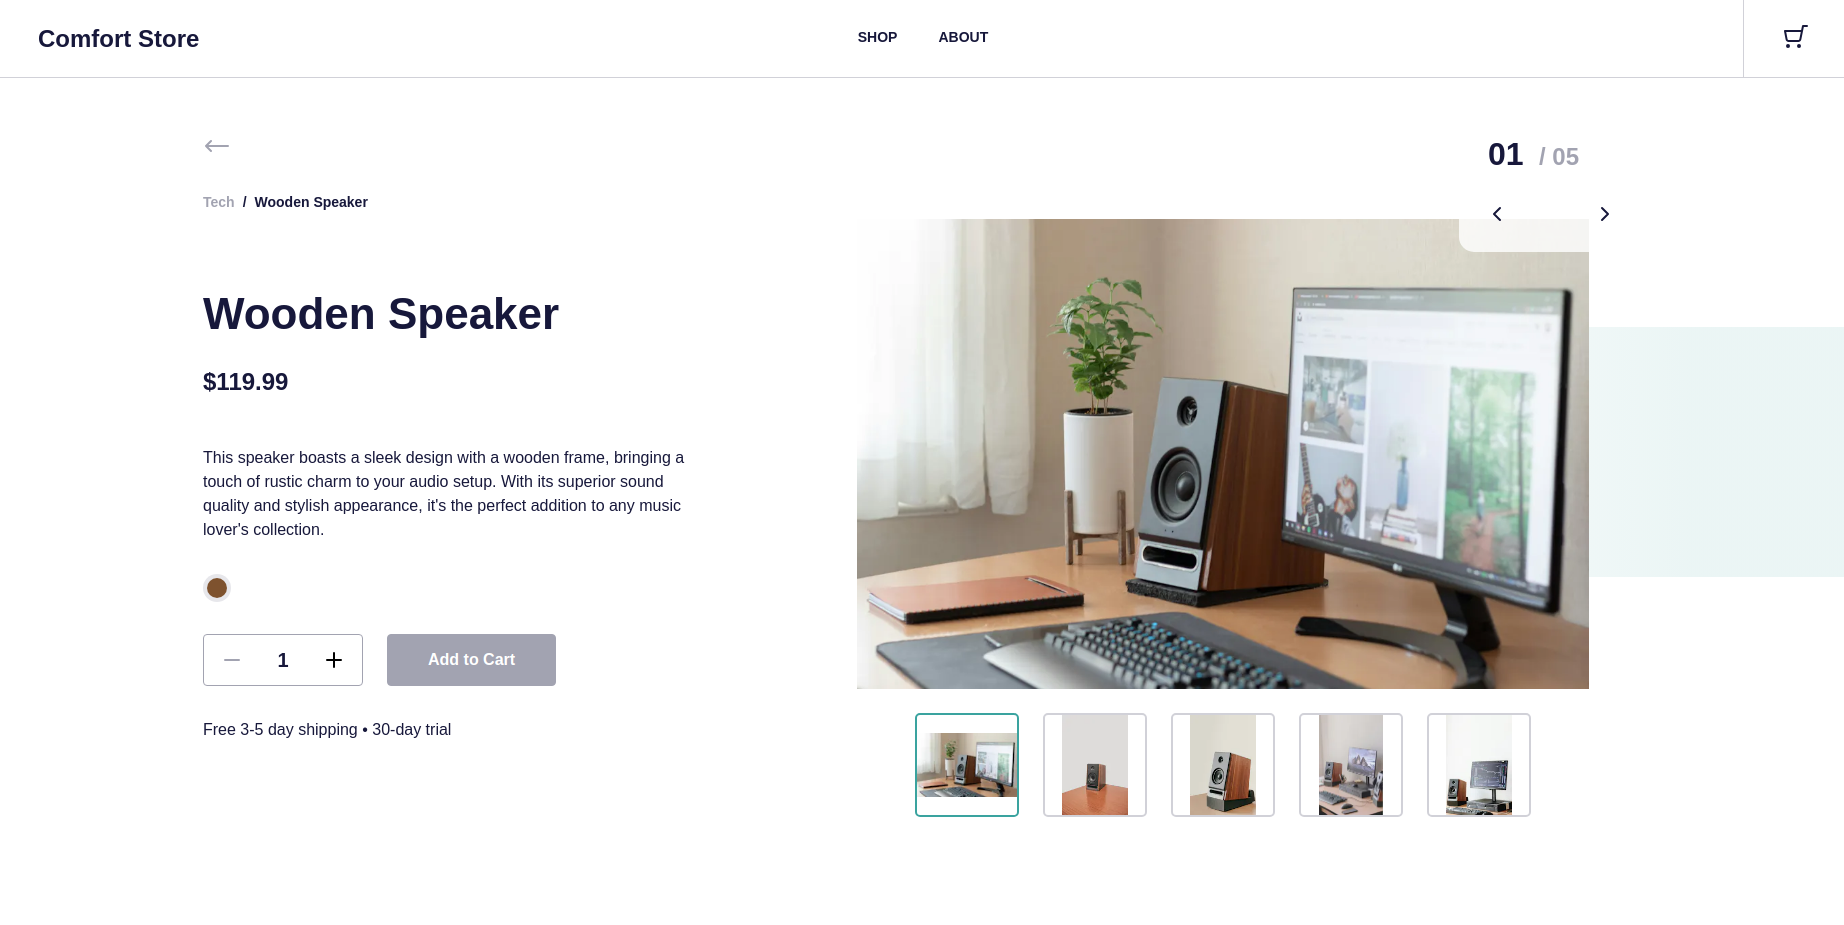 Comfort Store
SHOP
ABOUT
01 / 05
Tech / Wooden Speaker
Wooden Speaker
$119.99
This speaker boasts a sleek design with a wooden frame, bringing a
touch of rustic charm to your audio setup. With its superior sound
quality and stylish appearance, it's the perfect addition to any music
lover's collection.
1
Add to Cart
Free 3-5 day shipping • 30-day trial